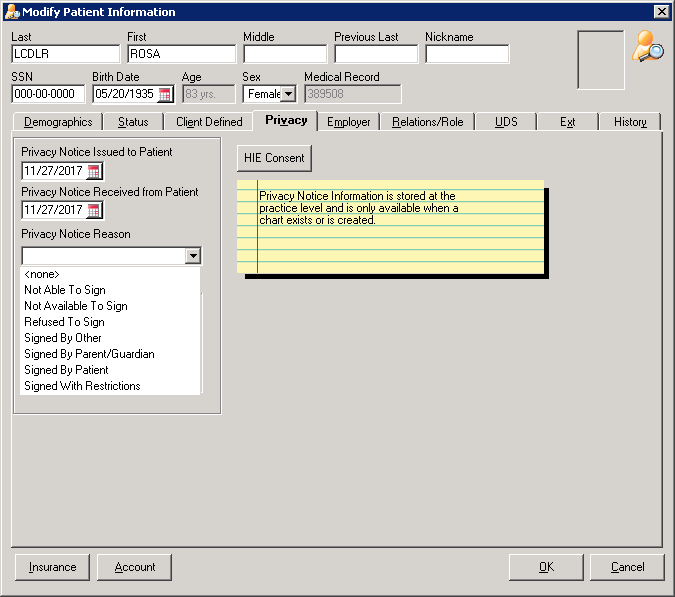 Modify Patient Information
Last First Middle Previous Last Nickname
LCDLR ROSA
SSN Birth Date Age Sex Medical Record
000-00-0000 05/20/1935 83 yrs. Female 389508
Demographics Status Client Defined Privacy Employer Relations/Role UDS Ext History
Privacy Notice Issued to Patient
11/27/2017
Privacy Notice Received from Patient
11/27/2017
Privacy Notice Reason
<none>
Not Able To Sign
Not Available To Sign
Refused To Sign
Signed By Other
Signed By Parent/Guardian
Signed By Patient
Signed With Restrictions
HIE Consent
Privacy Notice Information is stored at the
practice level and is only available when a
chart exists or is created.
Insurance Account OK Cancel